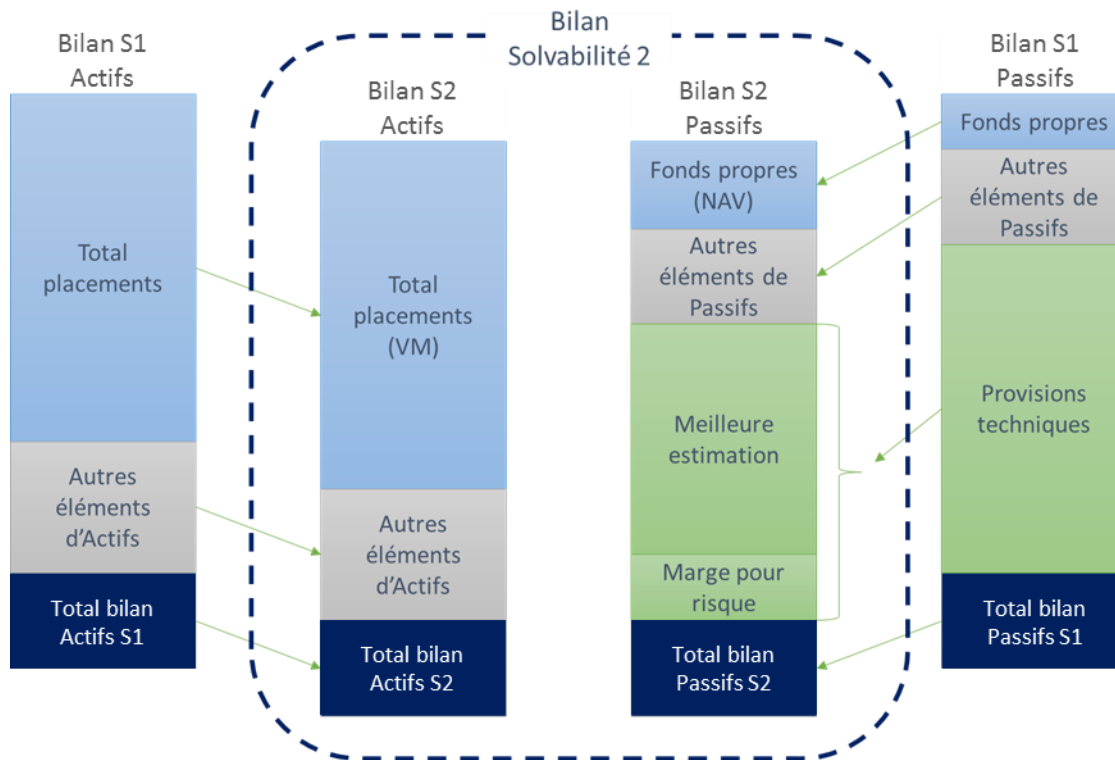 Bilan
Solvabilité 2
Bilan S1
Actifs
Total
placements
Autres
éléments
d'Actifs
Total bilan
Actifs S1
Bilan S2
Actifs
Total
placements
(VM)
Autres
éléments
d'Actifs
Total bilan
Actifs S2
Bilan S2
Passifs
Fonds propres
(NAV)
Autres
éléments de
Passifs
Meilleure
estimation
Marge pour
risque
Total bilan
Passifs S2
Bilan S1
Passifs
Fonds propres
Autres
éléments de
Passifs
Provisions
techniques
Total bilan
Passifs S1